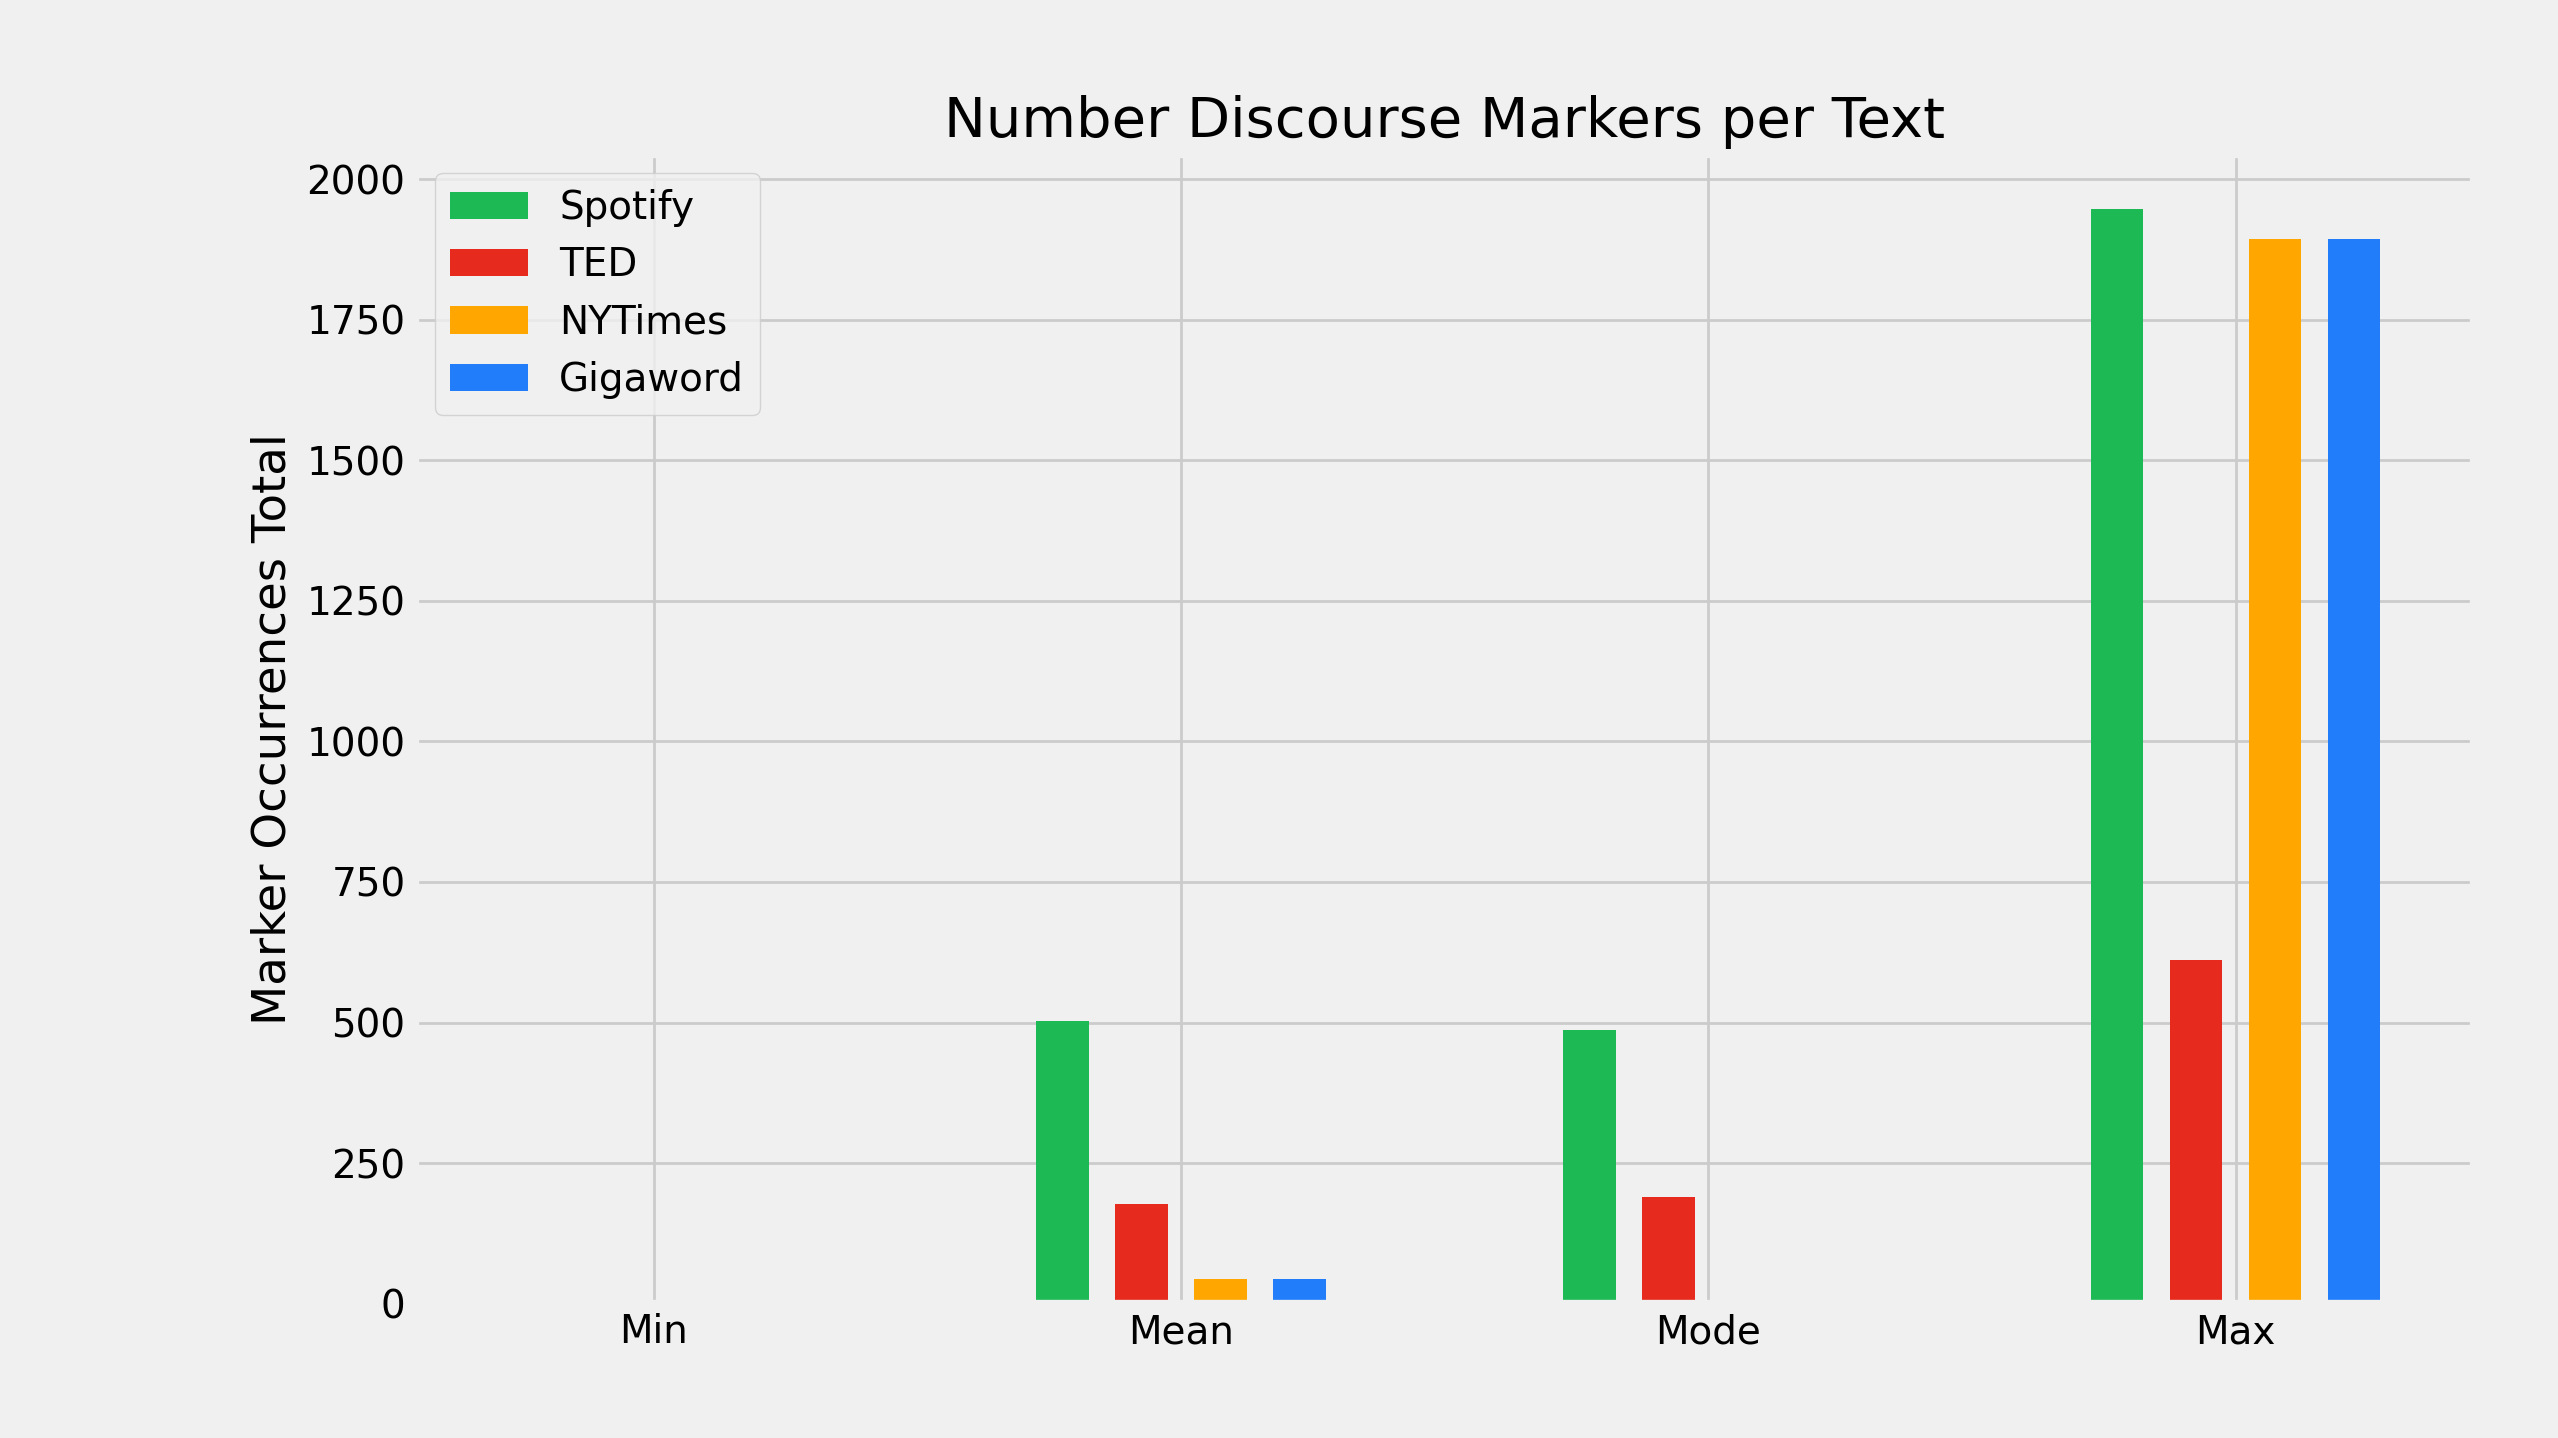 Number Discourse Markers per Text
Marker Occurrences Total
2000
1750
1500
1250
1000
750
500
250
0
Spotify
TED
NYTimes
Gigaword
Min
Mean
Mode
Max